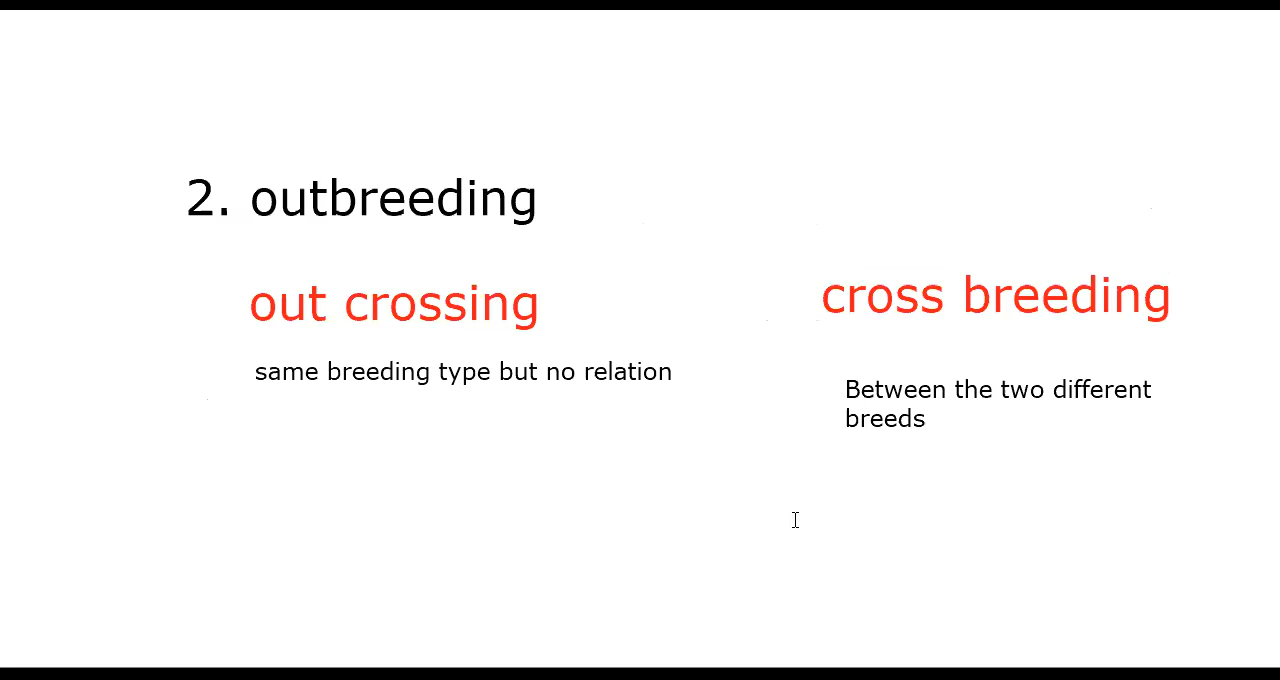 2. outbreeding
out crossing
same breeding type but no relation
cross breeding
Between the two different
breeds